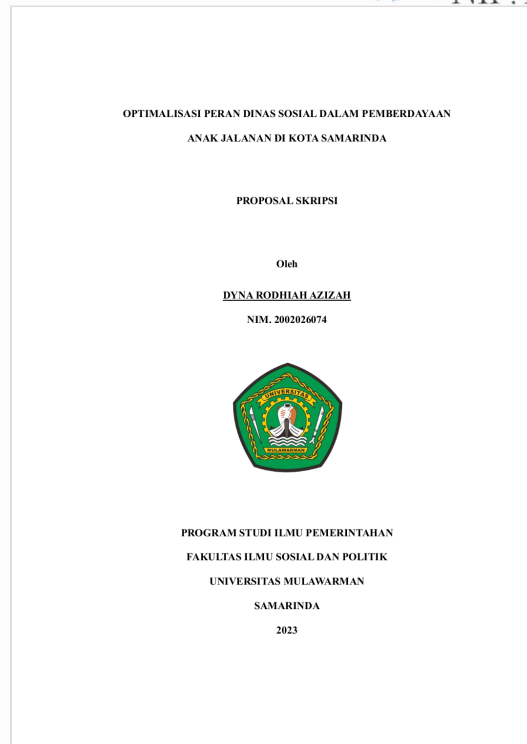 NIP.
OPTIMALISASI PERAN DINAS SOSIAL DALAM PEMBERDAYAAN
ANAK JALANAN DI KOTA SAMARINDA
PROPOSAL SKRIPSI
Oleh
DYNA RODHIAH AZIZAH
NIM. 2002026074
UNIVERSITAS
MULAWARMAN
PROGRAM STUDI ILMU PEMERINTAHAN
FAKULTAS ILMU SOSIAL DAN POLITIK
UNIVERSITAS MULAWARMAN
SAMARINDA
2023